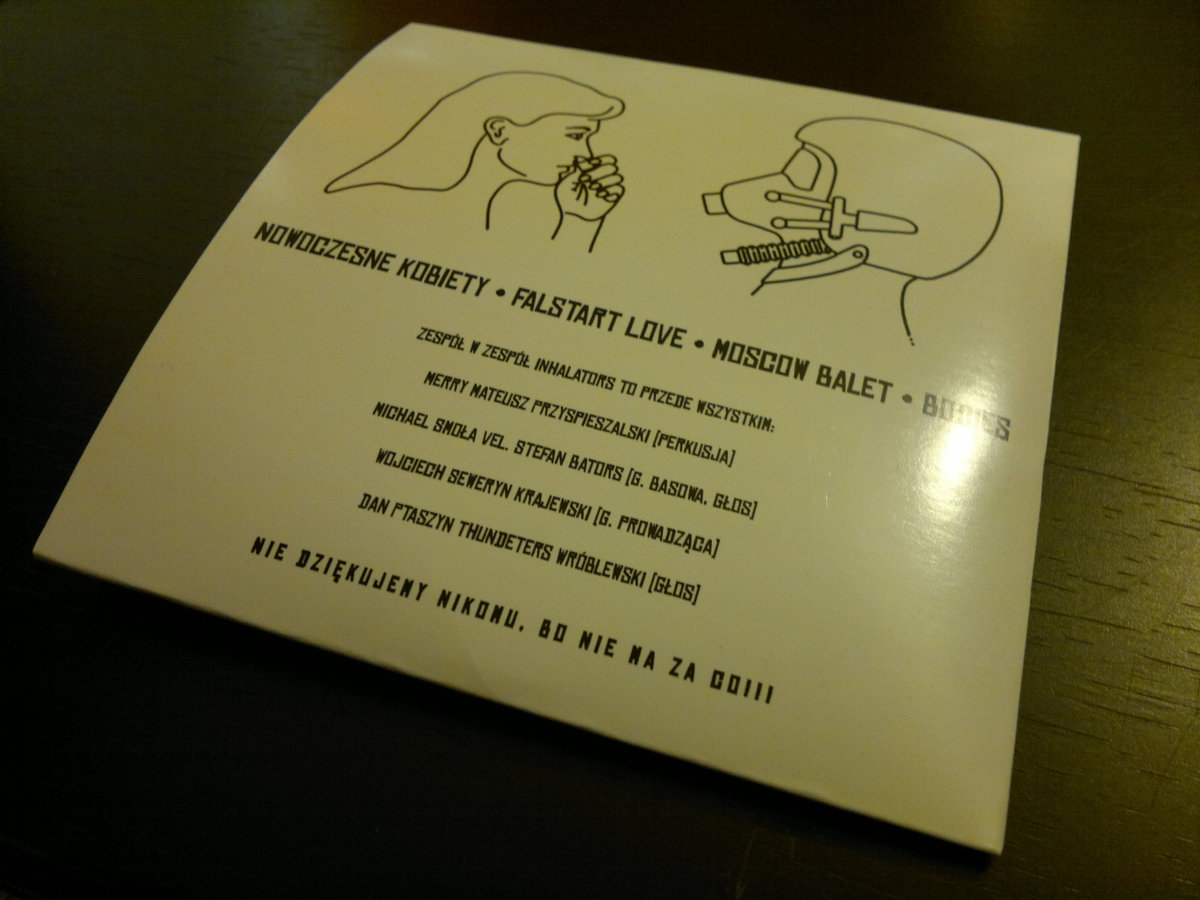 NOWOCZESNE KOBIETY • FALSTART LOVE • MOSCOW BALET • BODIES
ZESPÓŁ W ZESPÓŁ INHALATORS TO PRZEDE WSZYSTKIM:
MERRY MATEUSZ PRZYSPIESZALSKI [PERKUSJA]
MICHAEL SMOŁA VEL. STEFAN BATORS [G. BASOWA, GŁOS]
WOJCIECH SEWERYN KRAJEWSKI [G. PROWADZĄCA]
DAN PTASZYN THUNDETERS WRÓBLEWSKI [GŁOS]
NIE DZIĘKUJEMY NIKOMU, BO NIE MA ZA CO!!!